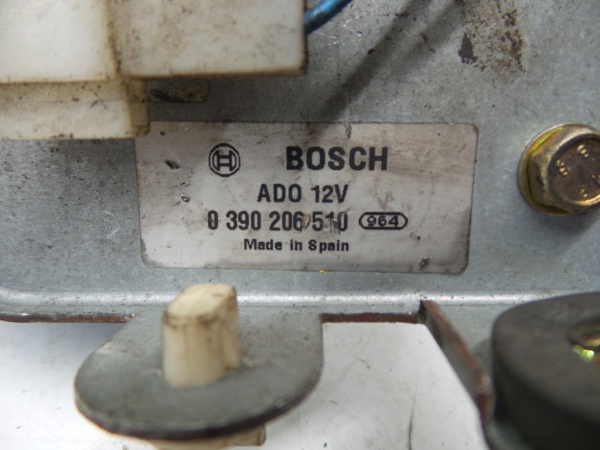 BOSCH
ADO 12V
0 390 206 510 964
Made in Spain